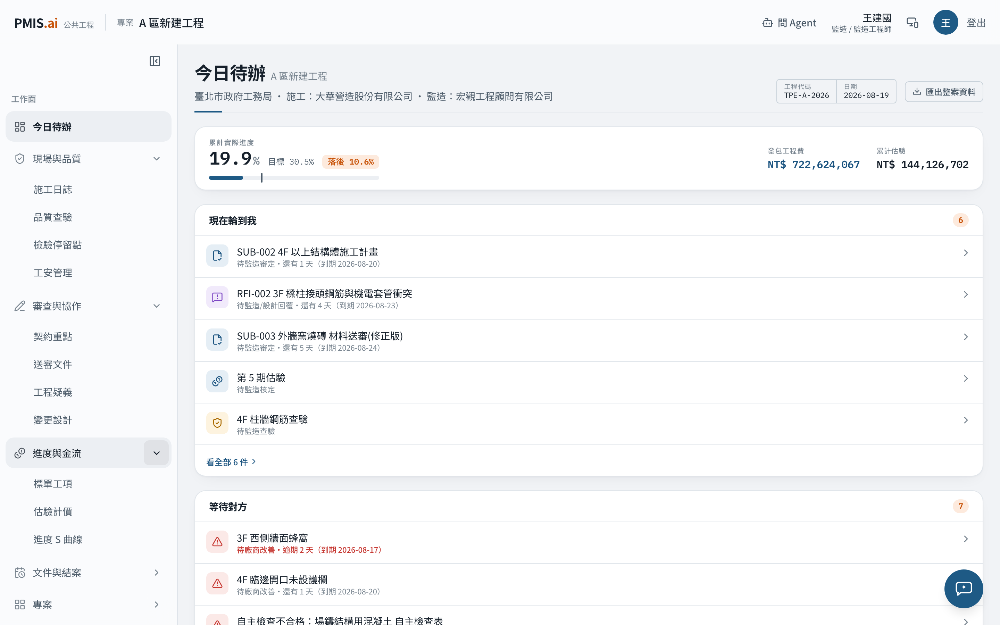 PMIS.ai 公共工程
專案 A 區新建工程
問 Agent
王建國
監造 / 監造工程師
王
登出
工作面
今日待辦
現場與品質
施工日誌
品質查驗
檢驗停留點
工安管理
審查與協作
契約重點
送審文件
工程疑義
變更設計
進度與金流
標單工項
估驗計價
進度 S 曲線
文件與結案
專案
今日待辦 A 區新建工程
臺北市政府工務局 · 施工：大華營造股份有限公司 · 監造：宏觀工程顧問有限公司
工程代碼
TPE-A-2026
日期
2026-08-19
匯出整案資料
累計實際進度
19.9% 目標 30.5% 落後 10.6%
發包工程費
NT$ 722,624,067
累計估驗
NT$ 144,126,702
現在輪到我
6
SUB-002 4F 以上結構體施工計畫
待監造審定・還有 1 天（到期 2026-08-20）
RFI-002 3F 樑柱接頭鋼筋與機電套管衝突
待監造/設計回覆・還有 4 天（到期 2026-08-23）
SUB-003 外牆窯燒磚 材料送審(修正版)
待監造審定・還有 5 天（到期 2026-08-24）
第 5 期估驗
待監造核定
4F 柱牆鋼筋查驗
待監造查驗
看全部 6 件
等待對方
7
3F 西側牆面蜂窩
待廠商改善・逾期 2 天（到期 2026-08-17）
4F 臨邊開口未設護欄
待廠商改善・還有 1 天（到期 2026-08-20）
自主檢查不合格：場鑄結構用混凝土 自主檢查表